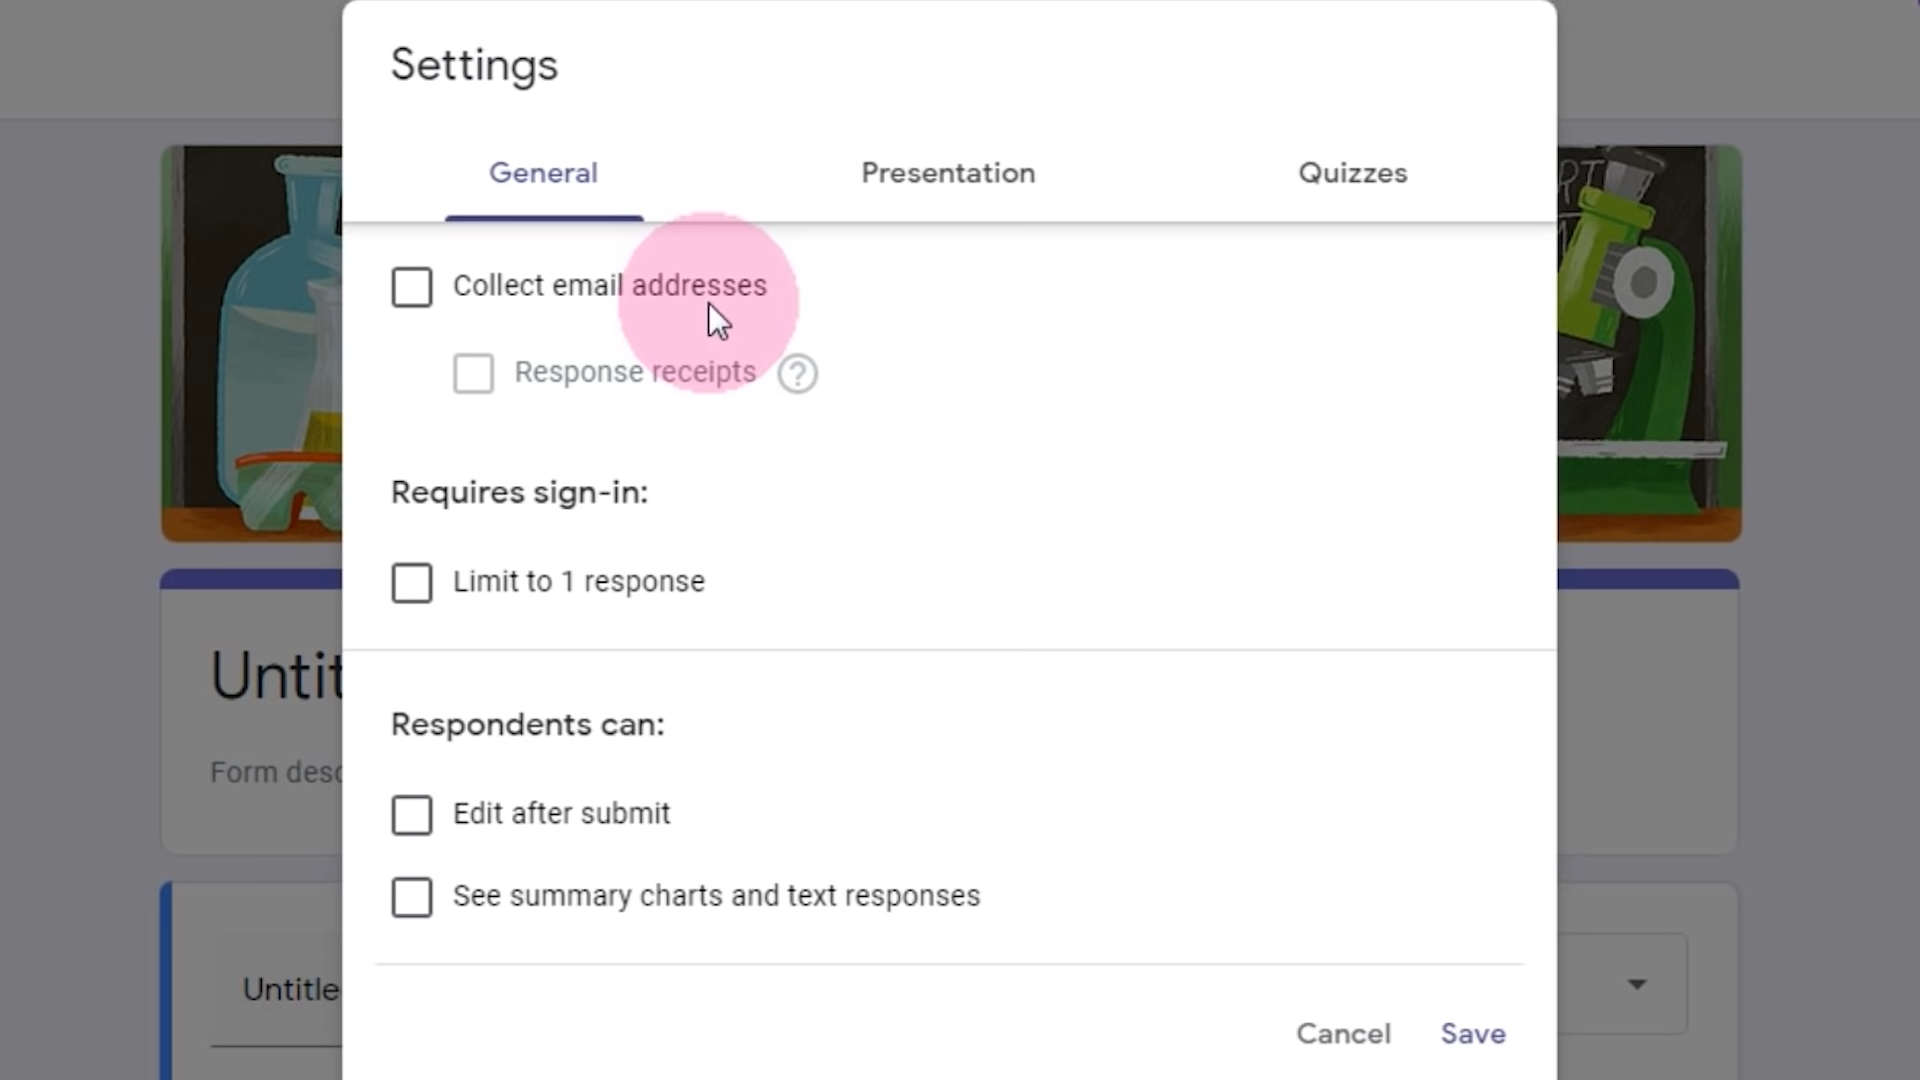 Settings
General
Presentation
Quizzes
Collect email addresses
Response receipts
Requires sign-in:
Limit to 1 response
Untit
Respondents can:
Form desc
Edit after submit
See summary charts and text responses
Untitle
Cancel
Save